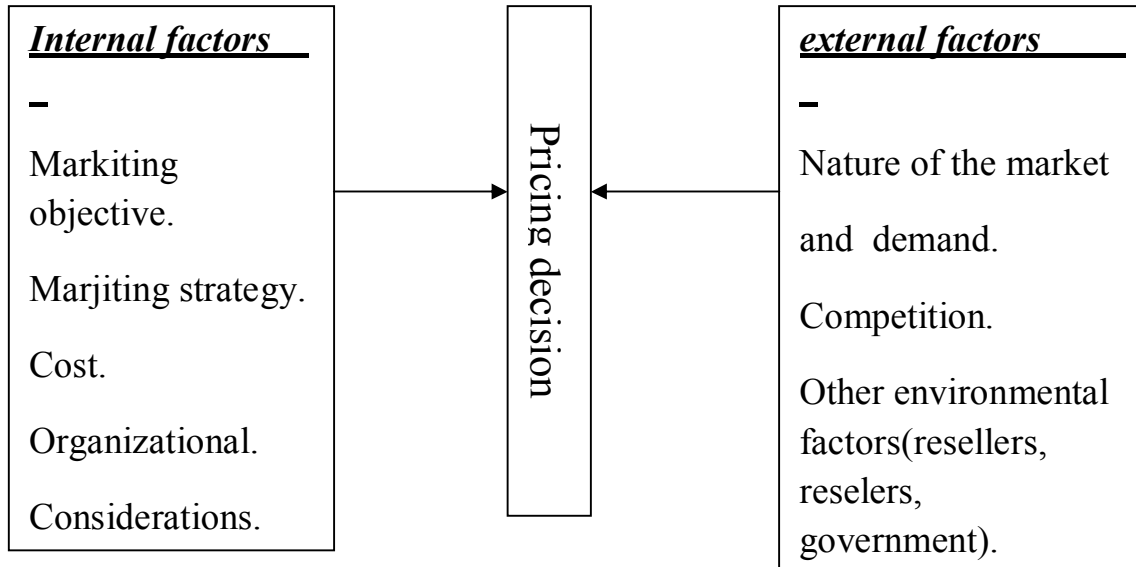 Internal factors
Markiting
objective.
Marjiting strategy.
Cost.
Organizational.
Considerations.
Pricing decision
external factors
Nature of the market
and demand.
Competition.
Other environmental
factors(resellers,
reselers,
government).